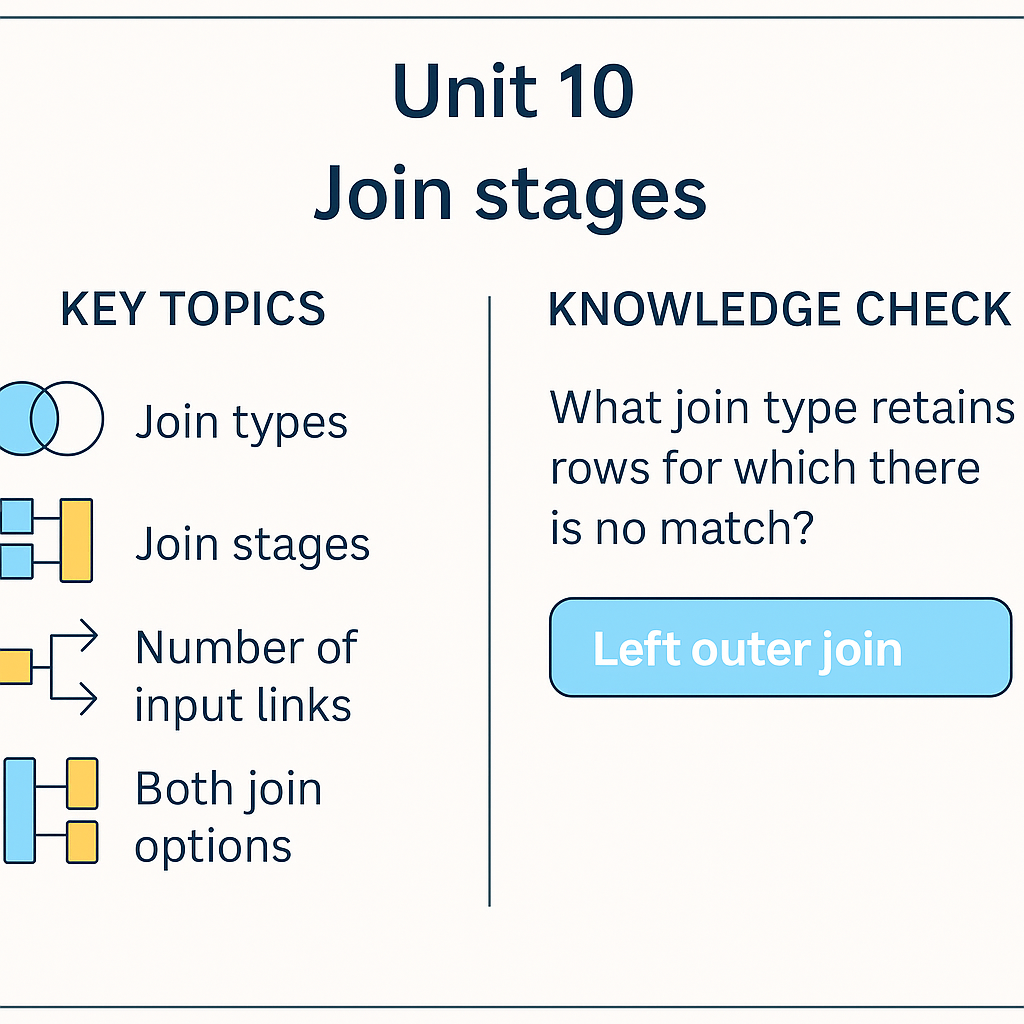 Unit 10
Join stages
KEY TOPICS
Join types
Join stages
Number of
input links
Both join
options
KNOWLEDGE CHECK
What join type retains
rows for which there
is no match?
Left outer join